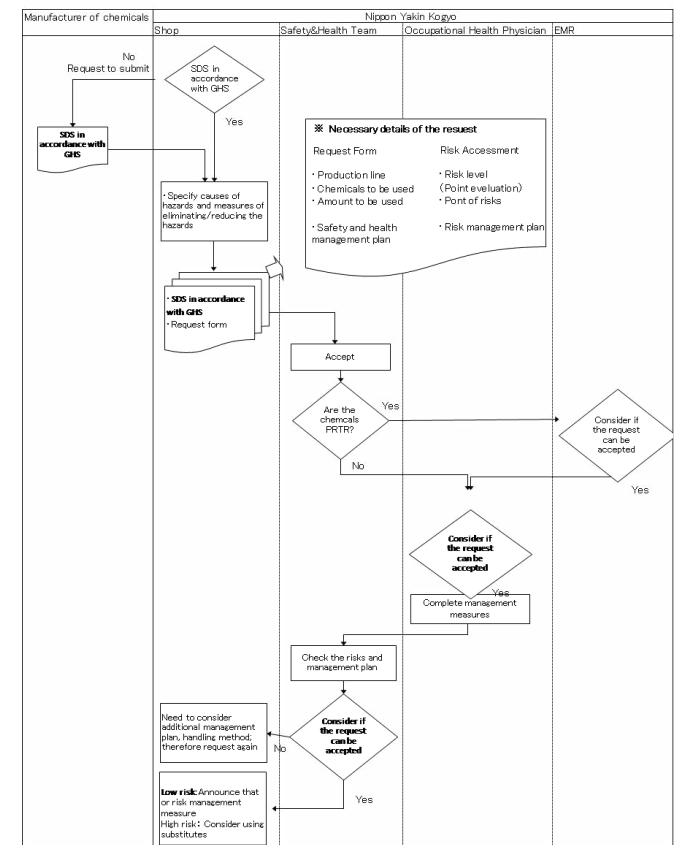 Manufacturer of chemicals
Nippon Yakin Kogyo
Shop
Safety&Health Team
Occupational Health Physician
EMR
No
Request to submit
SDS in
accordance
with GHS
Yes
SDS in
accordance with
GHS
※ Necessary details of the resuest
Request Form
Risk Accessment
・Production line
・Chemicals to be used
・Amount to be used
・Safety and health
management plan
・Risk level
(Point eveluation)
・Pont of risks
・Risk management plan
・Specify causes of
hazards and measures of
eliminating/reducing the
hazards
・SDS in accordance
with GHS
・Request form
Accept
Are the
chemcals
PRTR?
Yes
No
Consider if
the request
can be
accepted
Yes
Consider if
the request
can be
accepted
Yes
Complete management
measures
Check the risks and
management plan
Consider if
the request
can be
accepted
No
Need to consider
additional management
plan, handling method;
therefore request again
Yes
Low risk: Announce that
or risk management
measure
High risk: Consider using
substitutes